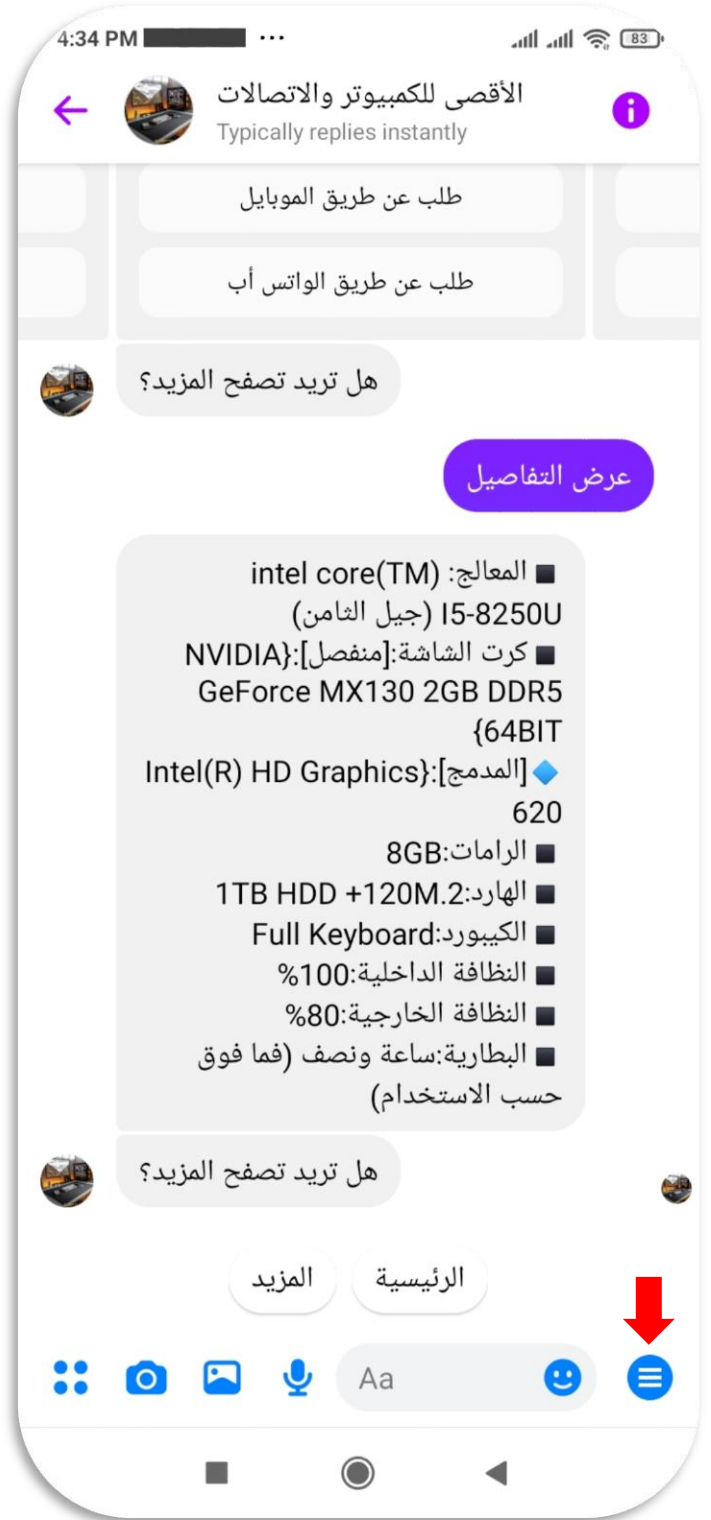 4:34 PM ...
83
الأقصى للكمبيوتر والاتصالات
Typically replies instantly
طلب عن طريق الموبايل
طلب عن طريق الواتس أب
هل تريد تصفح المزيد؟
عرض التفاصيل
◾ المعالج: intel core(TM)
I5-8250U (جيل الثامن)
◾ كرت الشاشة:[منفصل]:{NVIDIA
GeForce MX130 2GB DDR5
64BIT}
🔷[المدمج]:{Intel(R) HD Graphics
620
◾ الرامات:8GB
◾ الهارد:1TB HDD +120M.2
◾ الكيبورد:Full Keyboard
◾ النظافة الداخلية:100%
◾ النظافة الخارجية:80%
◾ البطارية:ساعة ونصف (فما فوق
حسب الاستخدام)
هل تريد تصفح المزيد؟
الرئيسية المزيد
Aa